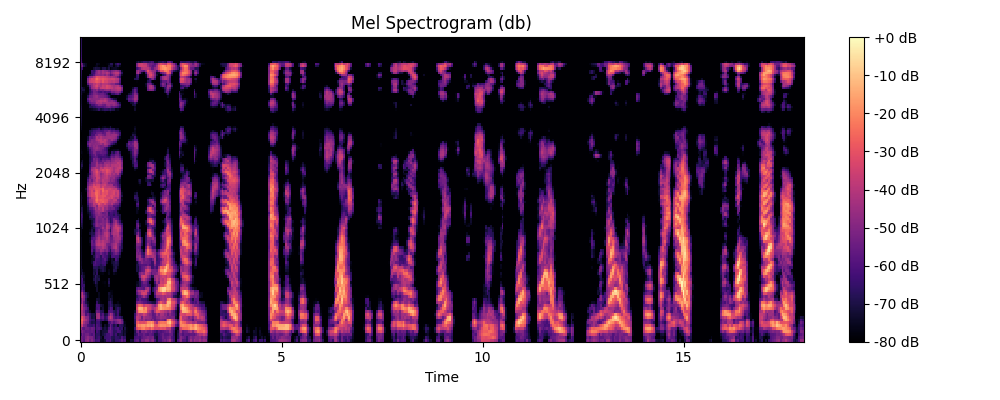 Mel Spectrogram (db)
Hz
8192
4096
2048
1024
512
0
0 5 10 15
Time
+0 dB
-10 dB
-20 dB
-30 dB
-40 dB
-50 dB
-60 dB
-70 dB
-80 dB